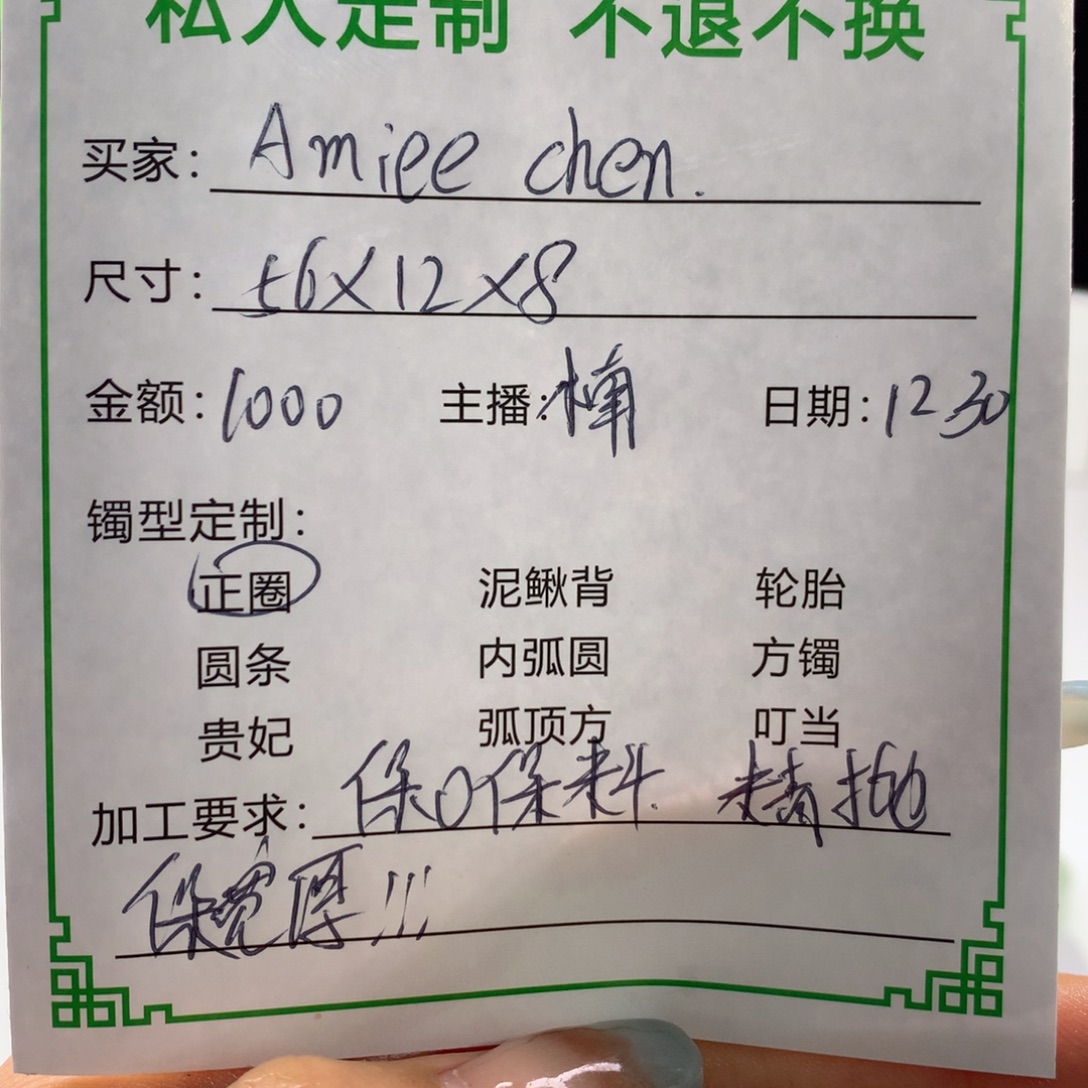 私人定制 不退不换
买家: Amiee chen.
尺寸: 56×12×8
金额: 1000 主播: 楠 日期: 12 30
镯型定制:
正圈 泥鳅背 轮胎
圆条 内弧圆 方镯
贵妃 弧顶方 叮当
加工要求: 保0保料. 精抛
保宽厚!!!